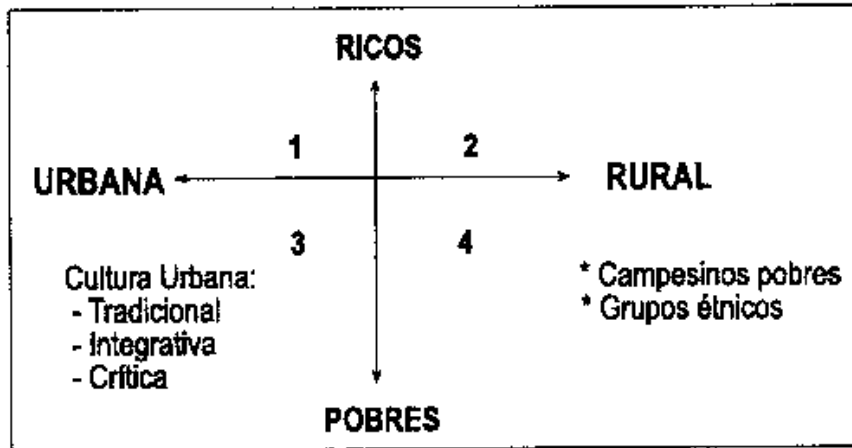 RICOS
1 2
URBANA RURAL
3 4
Cultura Urbana:
- Tradicional
- Integrativa
- Crítica
* Campesinos pobres
* Grupos étnicos
POBRES